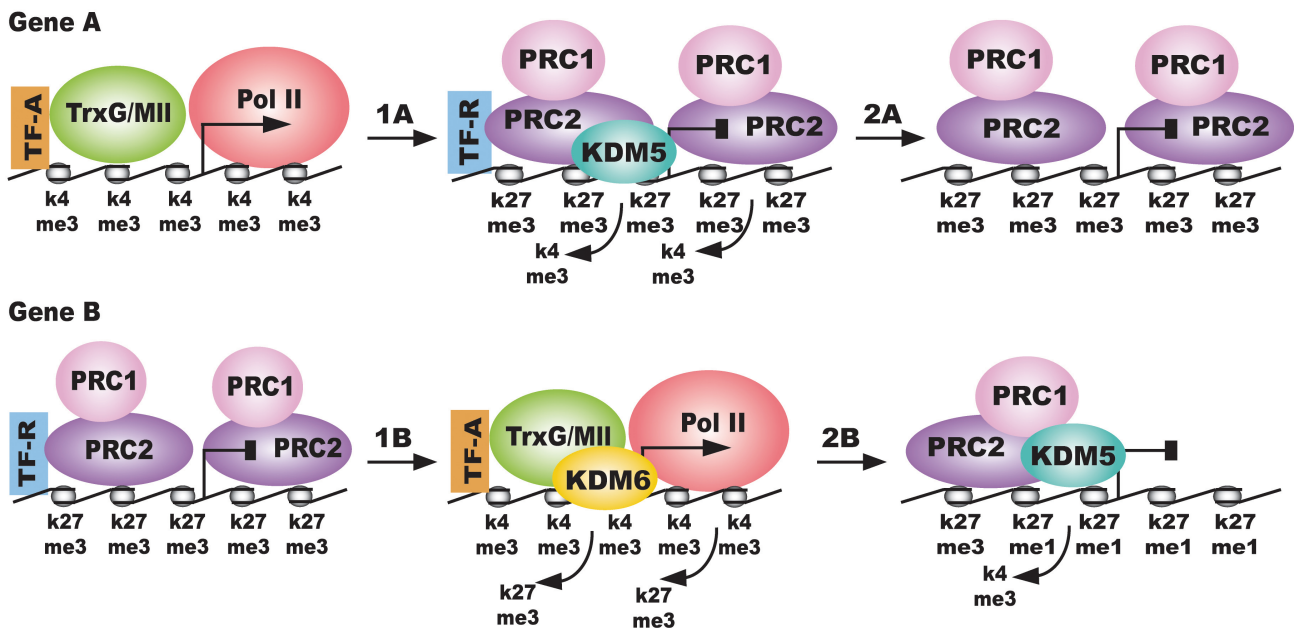 Gene A
TF-A
TrxG/Mll
Pol II
k4 k4 k4 k4 k4
me3 me3 me3 me3 me3
1A
TF-R
PRC1 PRC1
PRC2 PRC2
KDM5
k27 k27 k27 k27 k27
me3 me3 me3 me3 me3
k4 k4
me3 me3
2A
PRC1 PRC1
PRC2 PRC2
k27 k27 k27 k27 k27
me3 me3 me3 me3 me3
Gene B
TF-R
PRC1 PRC1
PRC2 PRC2
k27 k27 k27 k27 k27
me3 me3 me3 me3 me3
1B
TF-A
TrxG/Mll
Pol II
KDM6
k4 k4 k4 k4 k4
me3 me3 me3 me3 me3
k27 k27
me3 me3
2B
PRC1
PRC2
KDM5
k27 k27 k27 k27 k27
me3 me1 me1 me1 me1
k4
me3